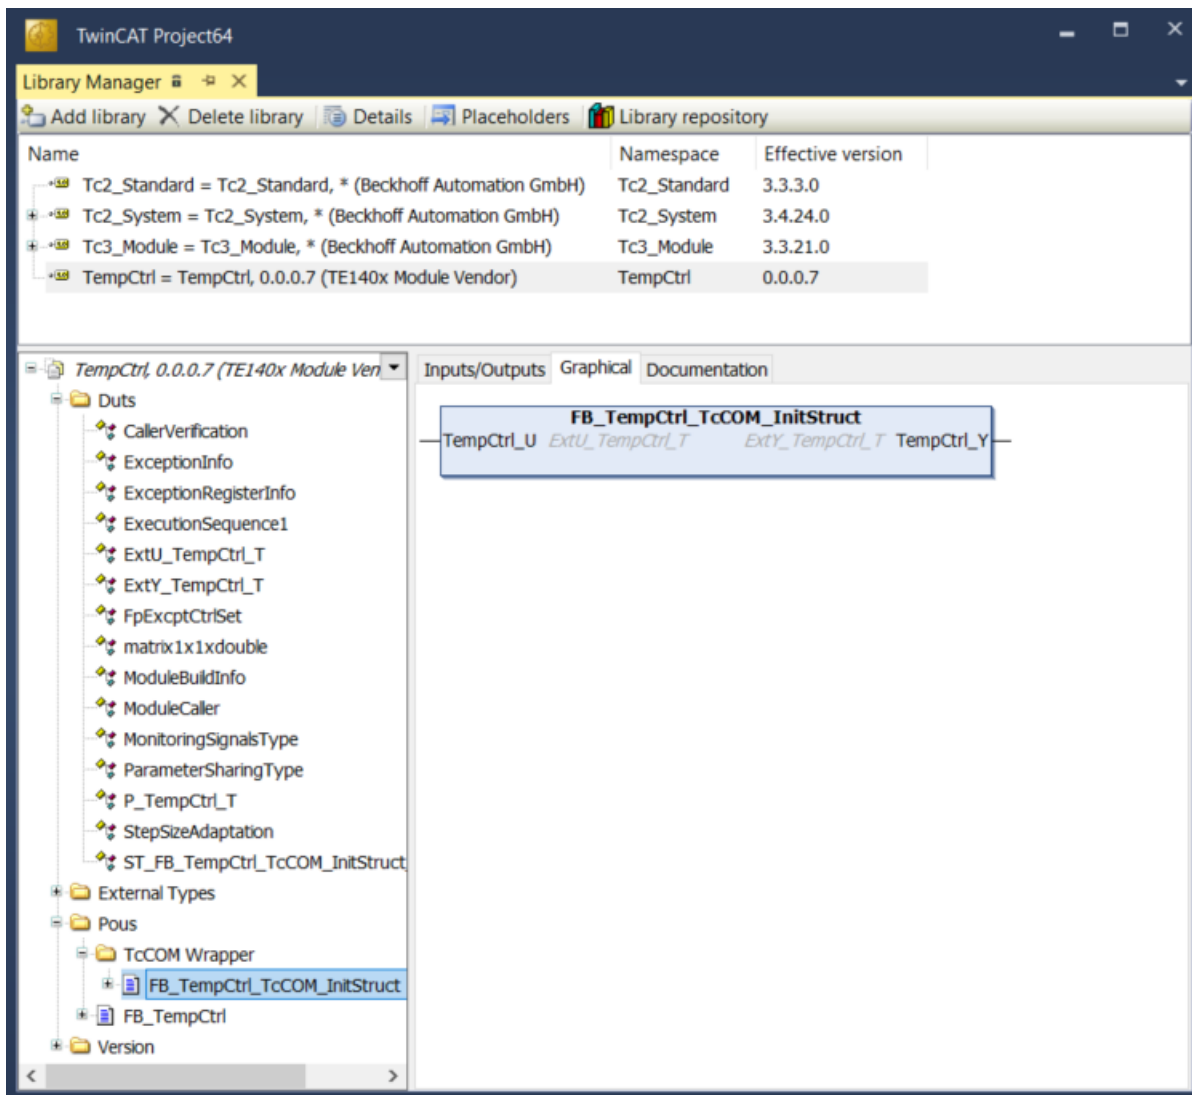 TwinCAT Project64
Library Manager
Add library Delete library Details Placeholders Library repository
Name Namespace Effective version
Tc2_Standard = Tc2_Standard, * (Beckhoff Automation GmbH) Tc2_Standard 3.3.3.0
Tc2_System = Tc2_System, * (Beckhoff Automation GmbH) Tc2_System 3.4.24.0
Tc3_Module = Tc3_Module, * (Beckhoff Automation GmbH) Tc3_Module 3.3.21.0
TempCtrl = TempCtrl, 0.0.0.7 (TE140x Module Vendor) TempCtrl 0.0.0.7
TempCtrl, 0.0.0.7 (TE140x Module Ven
Duts
CallerVerification
ExceptionInfo
ExceptionRegisterInfo
ExecutionSequence1
ExtU_TempCtrl_T
ExtY_TempCtrl_T
FpExcptCtrlSet
matrix1x1xdouble
ModuleBuildInfo
ModuleCaller
MonitoringSignalsType
ParameterSharingType
P_TempCtrl_T
StepSizeAdaptation
ST_FB_TempCtrl_TcCOM_InitStruct
External Types
Pous
TcCOM Wrapper
FB_TempCtrl_TcCOM_InitStruct
FB_TempCtrl
Version
Inputs/Outputs Graphical Documentation
FB_TempCtrl_TcCOM_InitStruct
TempCtrl_U ExtU_TempCtrl_T ExtY_TempCtrl_T TempCtrl_Y